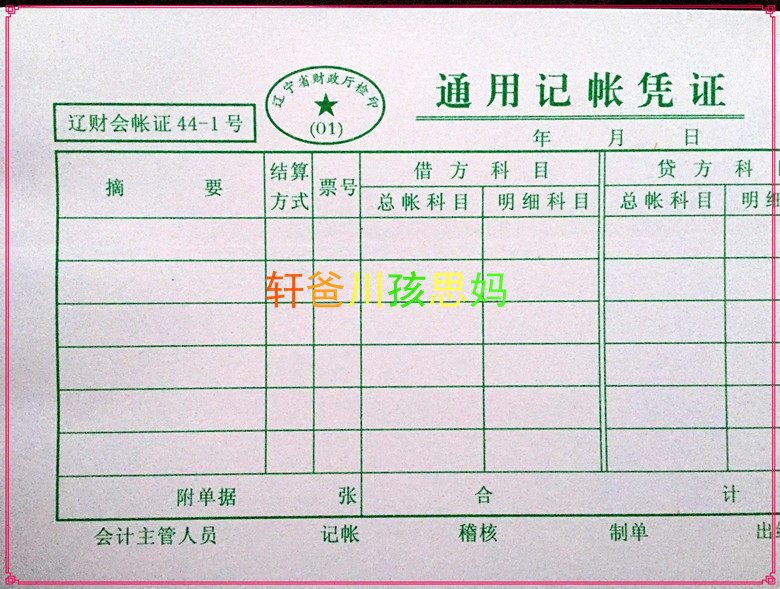 辽宁省财政厅检印
(01)
通用记帐凭证
辽财会帐证 44-1 号
年 月 日
摘 要 结算方式 票号 借方科目 贷方科
总帐科目 明细科目 总帐科目 明
轩爸川孩思妈
附单据 张 合 计
会计主管人员 记帐 稽核 制单 出